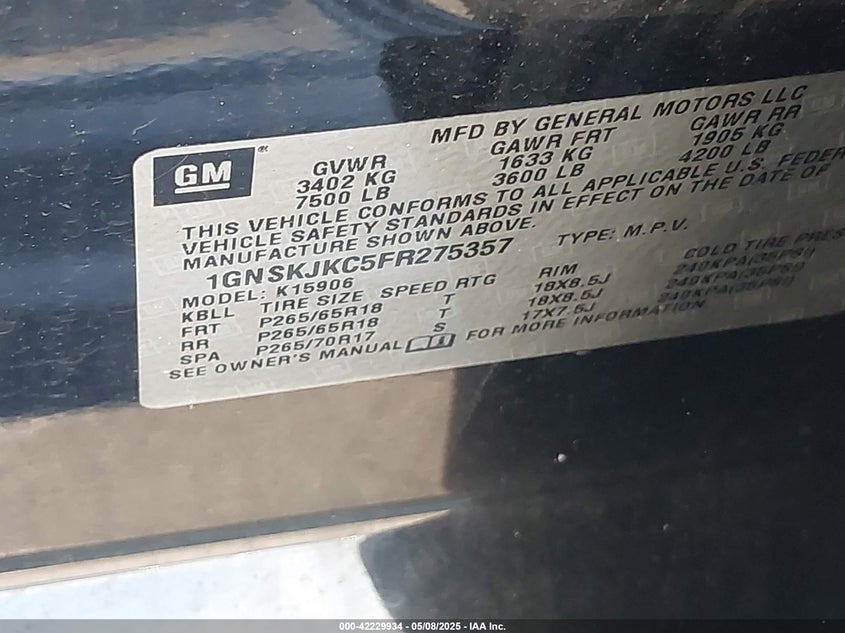 MFD BY GENERAL MOTORS LLC
GM® GVWR GAWR FRT GAWR RR
3402 KG 1633 KG 1905 KG
7500 LB 3600 LB 4200 LB
THIS VEHICLE CONFORMS TO ALL APPLICABLE U.S. FEDER
VEHICLE SAFETY STANDARDS IN EFFECT ON THE DATE OF
MANUFACTURE SHOWN ABOVE.
1GNSKJKC5FR275357 TYPE: M.P.V.
MODEL: K15906
KBLL TIRE SIZE SPEED RTG RIM COLD TIRE PRES
FRT P265/65R18 T 18X8.5J 240KPA(35PSI)
RR P265/65R18 T 18X8.5J 240KPA(35PSI)
SPA P265/70R17 S 17X7.5J 240KPA(35PSI)
SEE OWNER'S MANUAL FOR MORE INFORMATION.
000-42229934 - 05/08/2025 - IAA Inc.